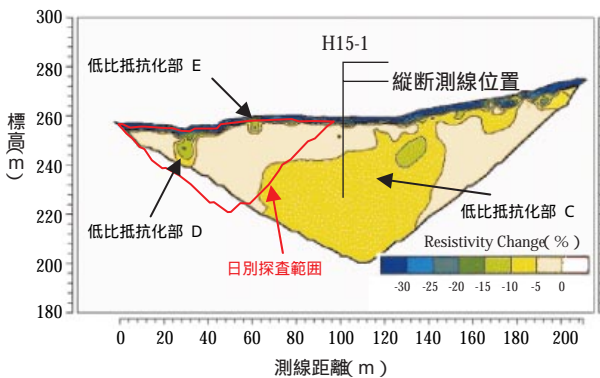 300
280
260
240
220
200
180
標高(m)
H15-1
縦断測線位置
低比抵抗化部 E
低比抵抗化部 D
低比抵抗化部 C
日別探査範囲
Resistivity Change(%)
-30 -25 -20 -15 -10 -5 0
0 20 40 60 80 100 120 140 160 180 200
測線距離(m)